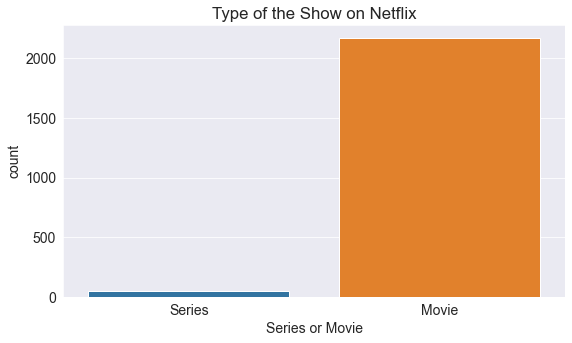 Type of the Show on Netflix
2000
1500
1000
500
0
count
Series
Movie
Series or Movie